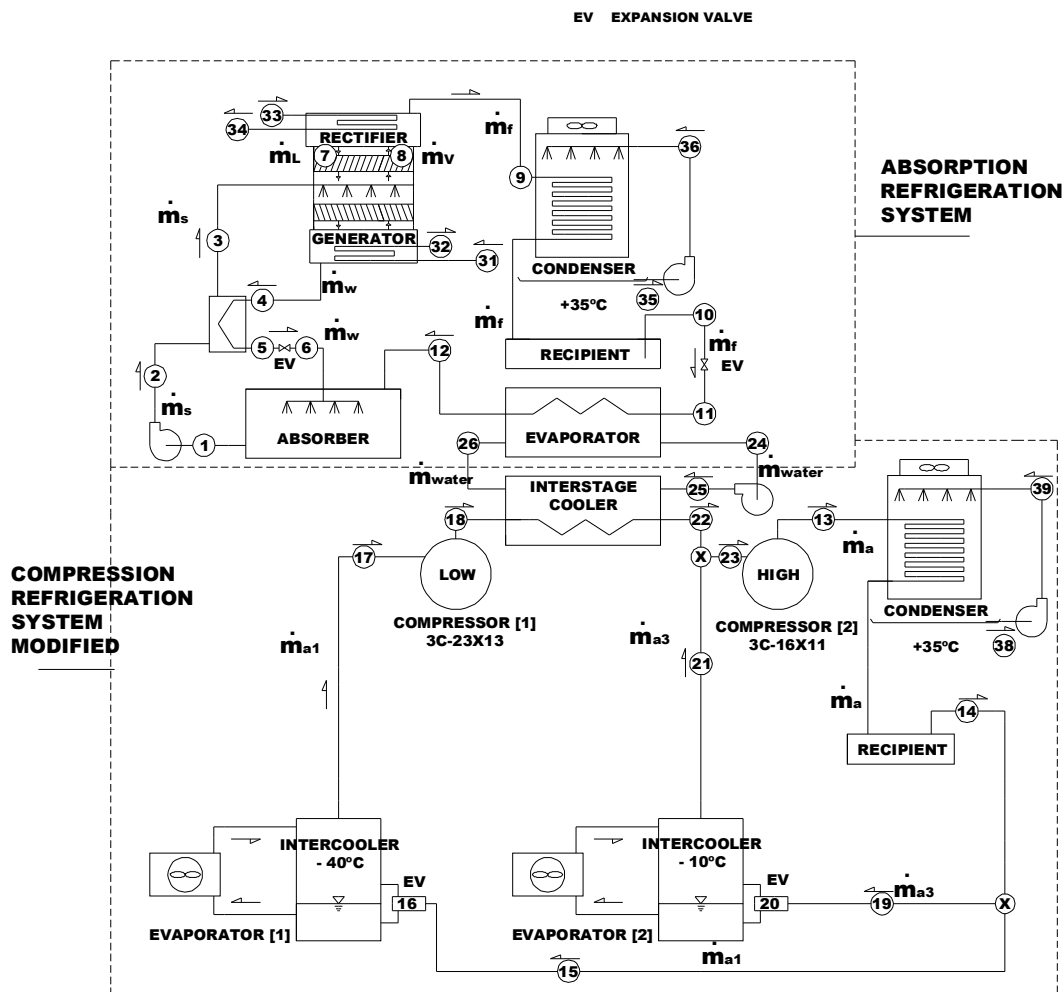 EV EXPANSION VALVE
33
34
RECTIFIER
ṁL
7
8
ṁV
ṁf
9
36
ABSORPTION
REFRIGERATION
SYSTEM
ṁs
3
GENERATOR
32
31
CONDENSER
35
+35ºC
4
ṁw
5
EV
6
ṁw
2
ṁs
1
ABSORBER
12
ṁf
RECIPIENT
10
ṁf
EV
11
EVAPORATOR
26
24
ṁwater
ṁwater
INTERSTAGE
COOLER
25
18
22
17
LOW
X
23
HIGH
13
ṁa
39
CONDENSER
38
+35ºC
COMPRESSION
REFRIGERATION
SYSTEM
MODIFIED
COMPRESSOR [1]
3C-23X13
COMPRESSOR [2]
3C-16X11
ṁa1
ṁa3
21
ṁa
14
RECIPIENT
INTERCOOLER
- 40ºC
EV
16
EVAPORATOR [1]
INTERCOOLER
- 10ºC
EV
20
EVAPORATOR [2]
ṁa3
19
X
ṁa1
15